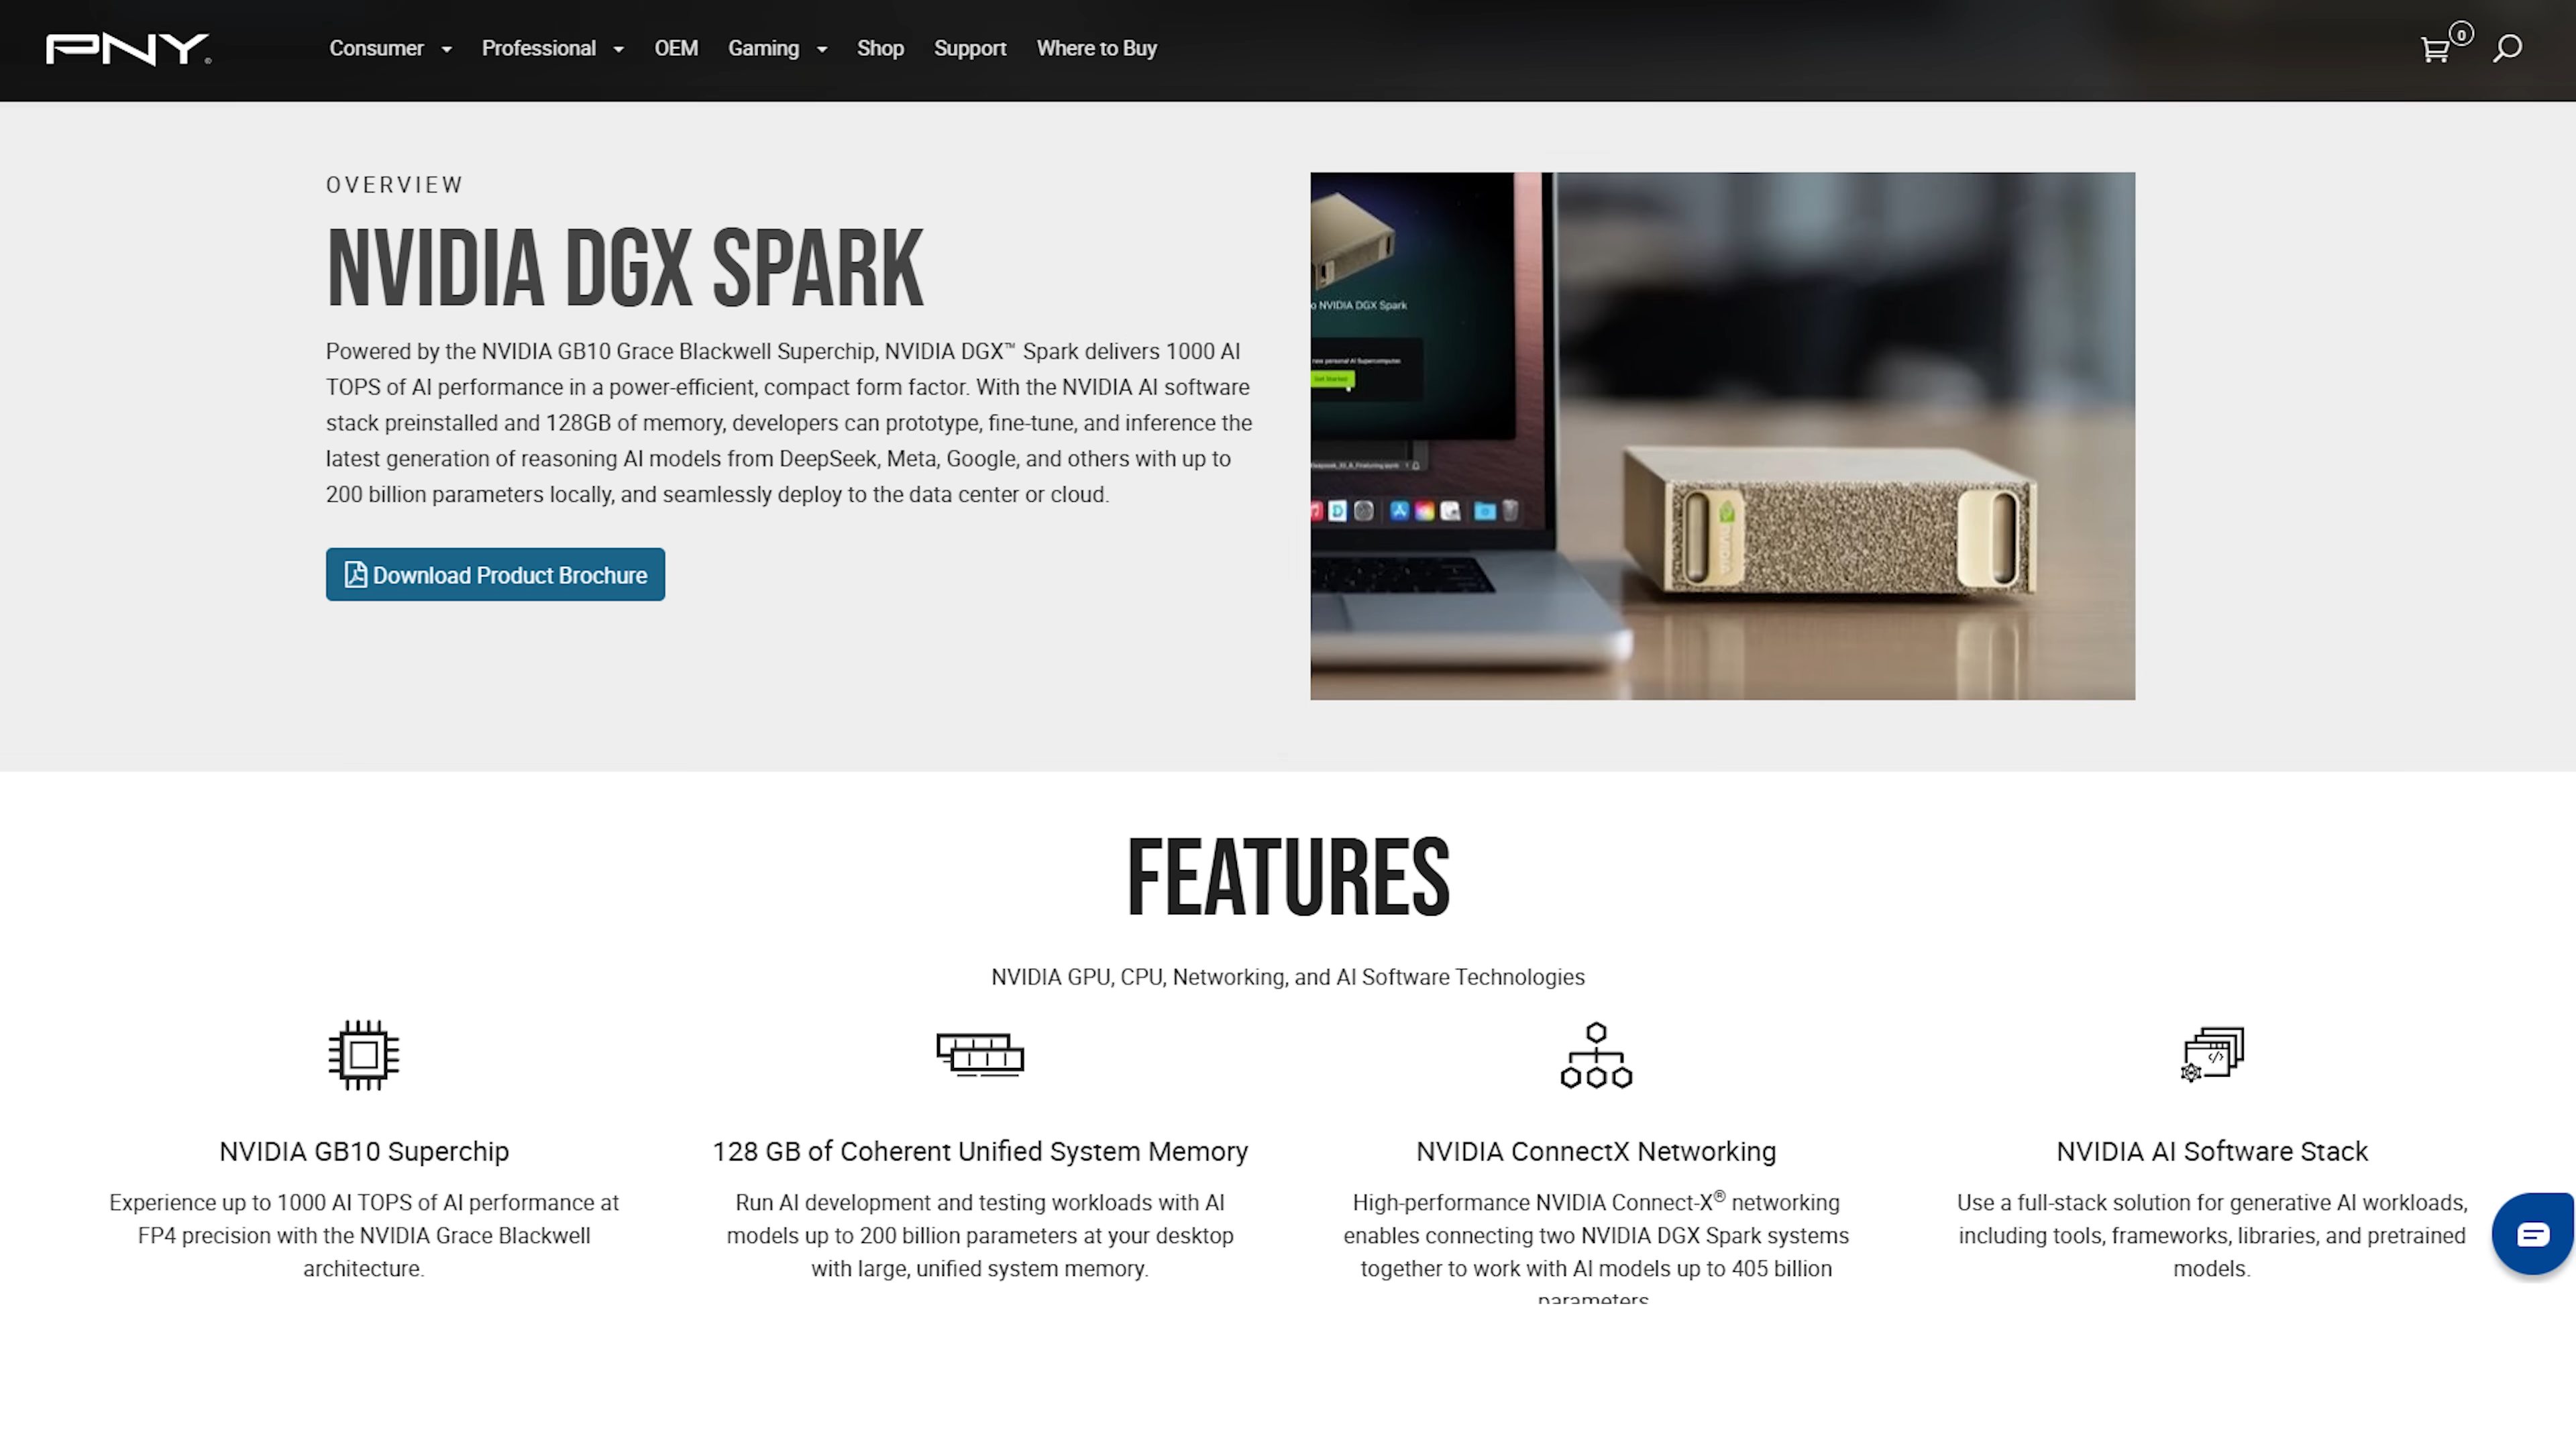 PNY
Consumer
Professional
OEM
Gaming
Shop
Support
Where to Buy
0
OVERVIEW
NVIDIA DGX SPARK
Powered by the NVIDIA GB10 Grace Blackwell Superchip, NVIDIA DGX™ Spark delivers 1000 AI
TOPS of AI performance in a power-efficient, compact form factor. With the NVIDIA AI software
stack preinstalled and 128GB of memory, developers can prototype, fine-tune, and inference the
latest generation of reasoning AI models from DeepSeek, Meta, Google, and others with up to
200 billion parameters locally, and seamlessly deploy to the data center or cloud.
Download Product Brochure
o NVIDIA DGX Spark
new personal AI Supercomputer.
Get Started
NVIDIA
FEATURES
NVIDIA GPU, CPU, Networking, and AI Software Technologies
NVIDIA GB10 Superchip
Experience up to 1000 AI TOPS of AI performance at
FP4 precision with the NVIDIA Grace Blackwell
architecture.
128 GB of Coherent Unified System Memory
Run AI development and testing workloads with AI
models up to 200 billion parameters at your desktop
with large, unified system memory.
NVIDIA ConnectX Networking
High-performance NVIDIA Connect-X® networking
enables connecting two NVIDIA DGX Spark systems
together to work with AI models up to 405 billion
parameters
NVIDIA AI Software Stack
Use a full-stack solution for generative AI workloads,
including tools, frameworks, libraries, and pretrained
models.